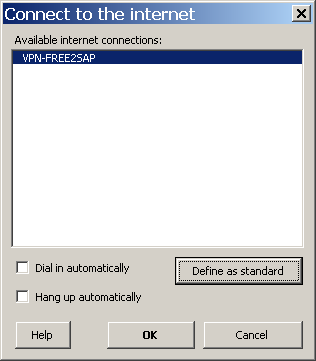 Connect to the internet
Available internet connections:
VPN-FREE2SAP
Dial in automatically
Define as standard
Hang up automatically
Help
OK
Cancel